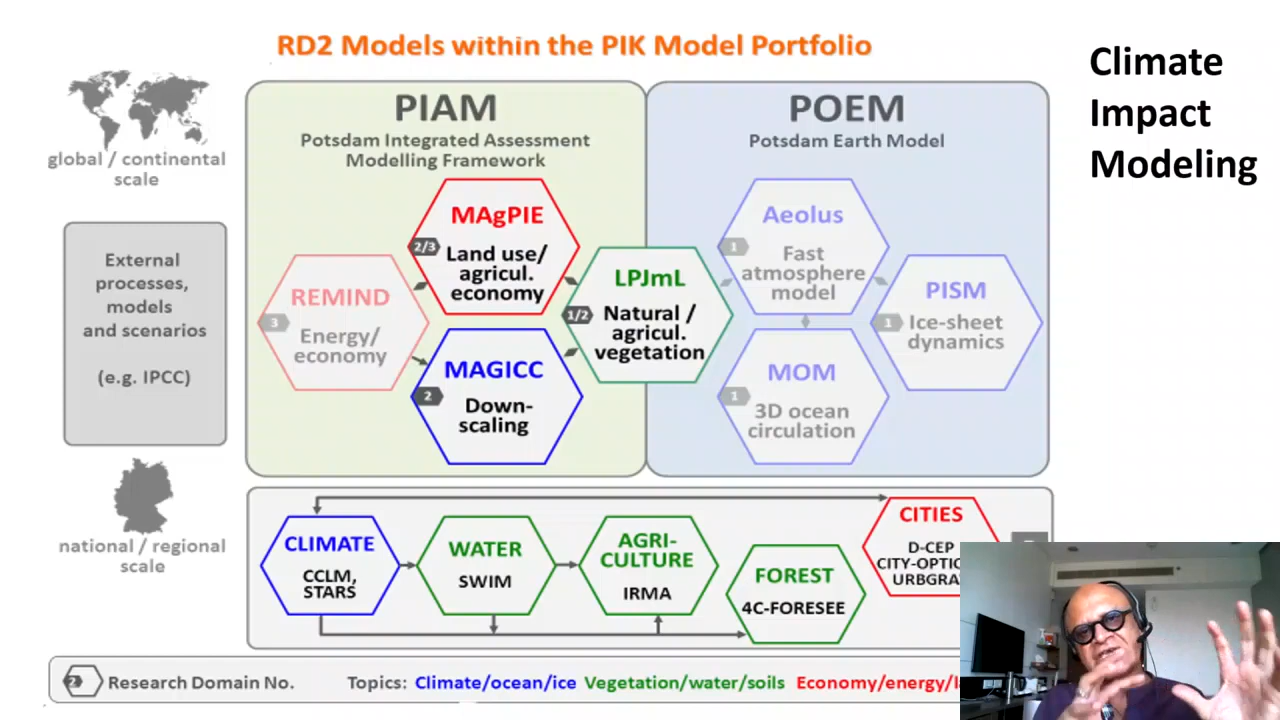 RD2 Models within the PIK Model Portfolio
Climate
Impact
Modeling
global / continental
scale
PIAM
Potsdam Integrated Assessment
Modelling Framework
POEM
Potsdam Earth Model
External
processes,
models
and scenarios
(e.g. IPCC)
REMIND
3
Energy/
economy
MAgPIE
2/3
Land use/
agricul.
economy
MAGICC
2
Down-
scaling
LPJmL
1/2
Natural /
agricul.
vegetation
Aeolus
1
Fast
atmosphere
model
MOM
1
3D ocean
circulation
PISM
1
Ice-sheet
dynamics
national / regional
scale
CLIMATE
CCLM,
STARS
WATER
SWIM
AGRI-
CULTURE
IRMA
FOREST
4C-FORESEE
CITIES
D-CEP
URBGRA
2 Research Domain No. Topics: Climate/ocean/ice Vegetation/water/soils Economy/energy/